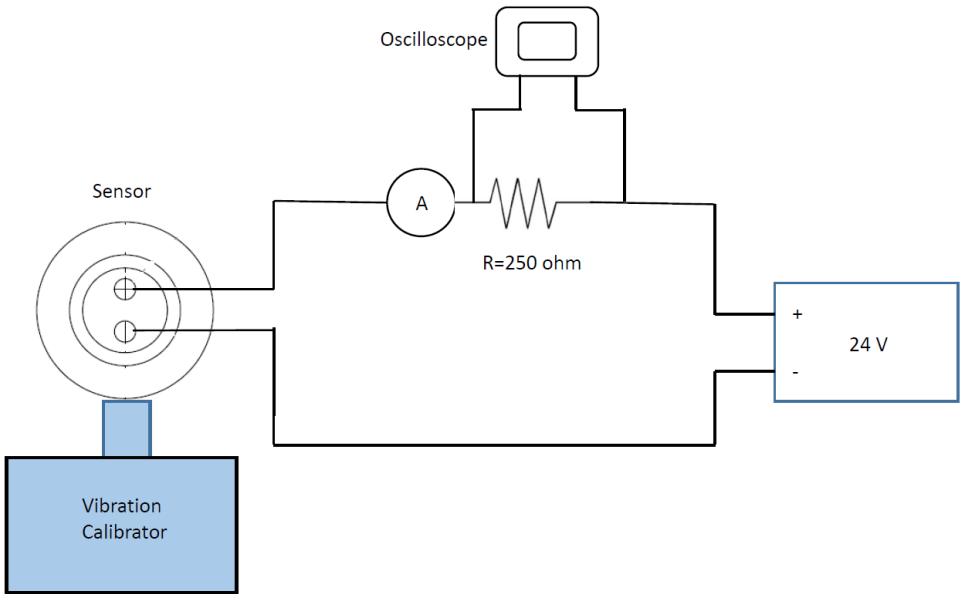 Oscilloscope
Sensor
A
R=250 ohm
+
24 V
-
Vibration
Calibrator